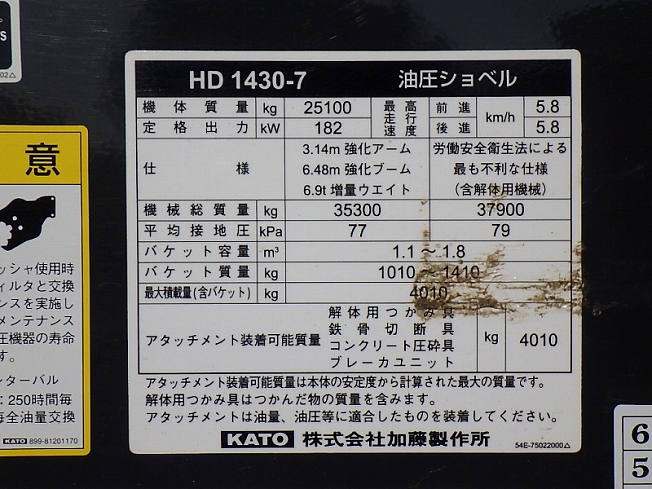 HD 1430-7 油圧ショベル
機体質量 kg 25100 最高走行速度 前進 km/h 5.8
定格出力 kW 182 後進 5.8
仕様 3.14m 強化アーム 労働安全衛生法による
6.48m 強化ブーム 最も不利な仕様
6.9t 増量ウエイト (含解体用機械)
機械総質量 kg 35300 37900
平均接地圧 kPa 77 79
バケット容量 m³ 1.1 ～ 1.8
バケット質量 kg 1010 ～ 1410
最大積載量(含バケット) kg 4010
アタッチメント装着可能質量 解体用つかみ具 kg 4010
鉄骨切断具
コンクリート圧砕具
ブレーカユニット
アタッチメント装着可能質量は本体の安定度から計算された最大の質量です。
解体用つかみ具はつかんだ物の質量を含みます。
アタッチメントは油量、油圧等に適合したものを装着してください。
KATO 株式会社加藤製作所 54E-75022000△
S
02△
意
ッシャ使用時
ィルタと交換
ンスを実施し
メンテナンス
圧機器の寿命
す。
ターバル
：250時間毎
毎全油量交換
KATO 899-81201170
6
5